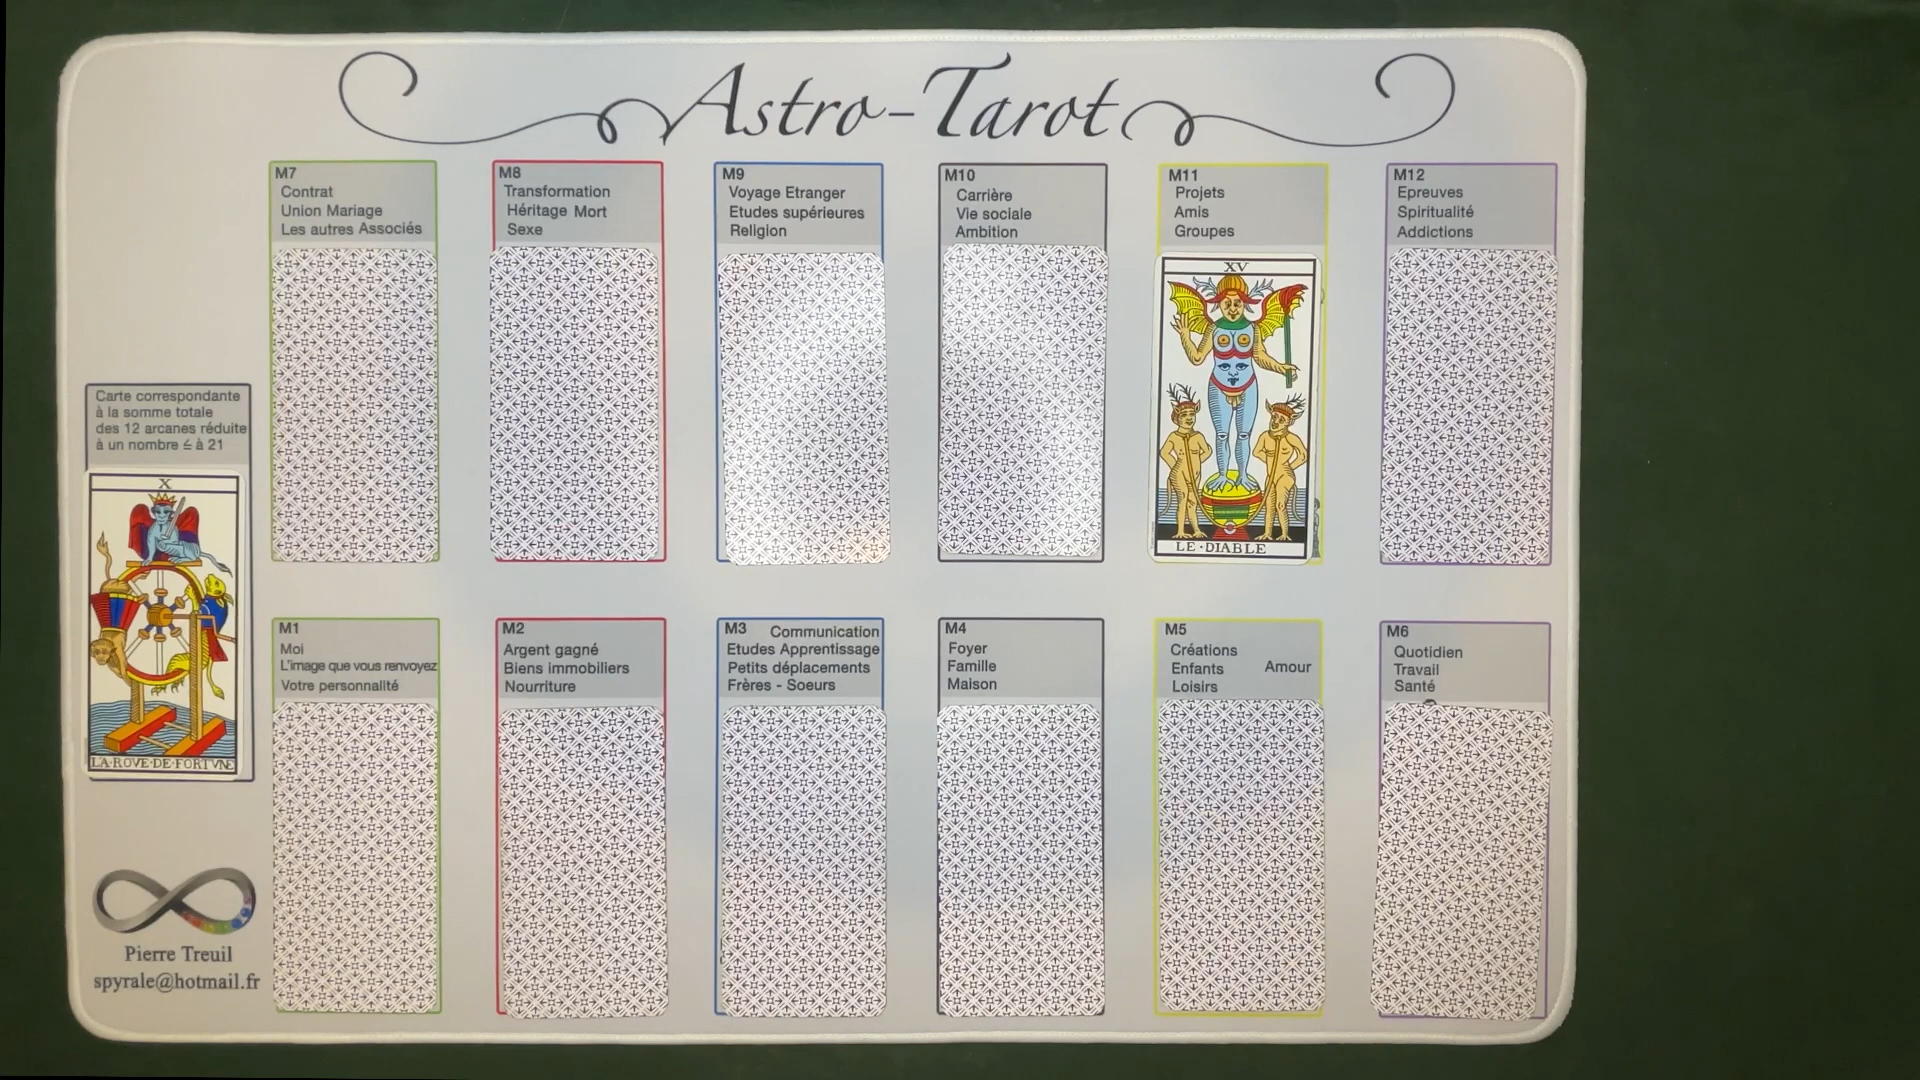 Astro-Tarot
M7
Contrat
Union Mariage
Les autres Associés
M8
Transformation
Héritage Mort
Sexe
M9
Voyage Etranger
Etudes supérieures
Religion
M10
Carrière
Vie sociale
Ambition
M11
Projets
Amis
Groupes
M12
Epreuves
Spiritualité
Addictions
XV
LE·DIABLE
Carte correspondante
à la somme totale
des 12 arcanes réduite
à un nombre ≤ à 21
X
LA·ROVE·DE·FORTVNE
M1
Moi
L'image que vous renvoyez
Votre personnalité
M2
Argent gagné
Biens immobiliers
Nourriture
M3 Communication
Etudes Apprentissage
Petits déplacements
Frères - Soeurs
M4
Foyer
Famille
Maison
M5
Créations
Enfants Amour
Loisirs
M6
Quotidien
Travail
Santé
Pierre Treuil
spyrale@hotmail.fr